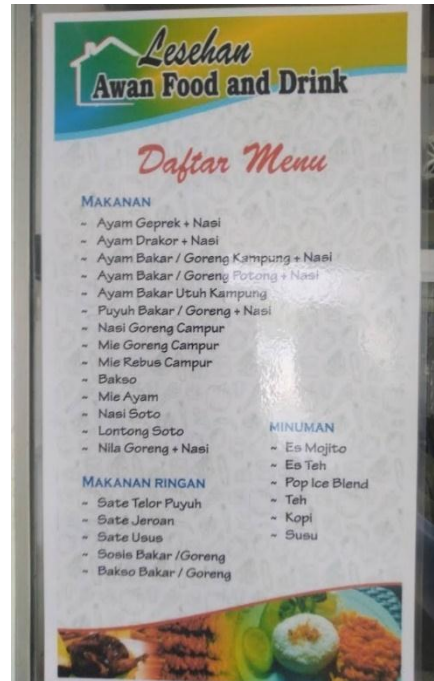 Lesehan
Awan Food and Drink
Daftar Menu
MAKANAN
~ Ayam Geprek + Nasi
~ Ayam Drakor + Nasi
~ Ayam Bakar / Goreng Kampung + Nasi
~ Ayam Bakar / Goreng Potong + Nasi
~ Ayam Bakar Utuh Kampung
~ Puyuh Bakar / Goreng + Nasi
~ Nasi Goreng Campur
~ Mie Goreng Campur
~ Mie Rebus Campur
~ Bakso
~ Mie Ayam
~ Nasi Soto
~ Lontong Soto
~ Nila Goreng + Nasi
MAKANAN RINGAN
~ Sate Telor Puyuh
~ Sate Jeroan
~ Sate Usus
~ Sosis Bakar /Goreng
~ Bakso Bakar / Goreng
MINUMAN
~ Es Mojito
~ Es Teh
~ Pop Ice Blend
~ Teh
~ Kopi
~ Susu